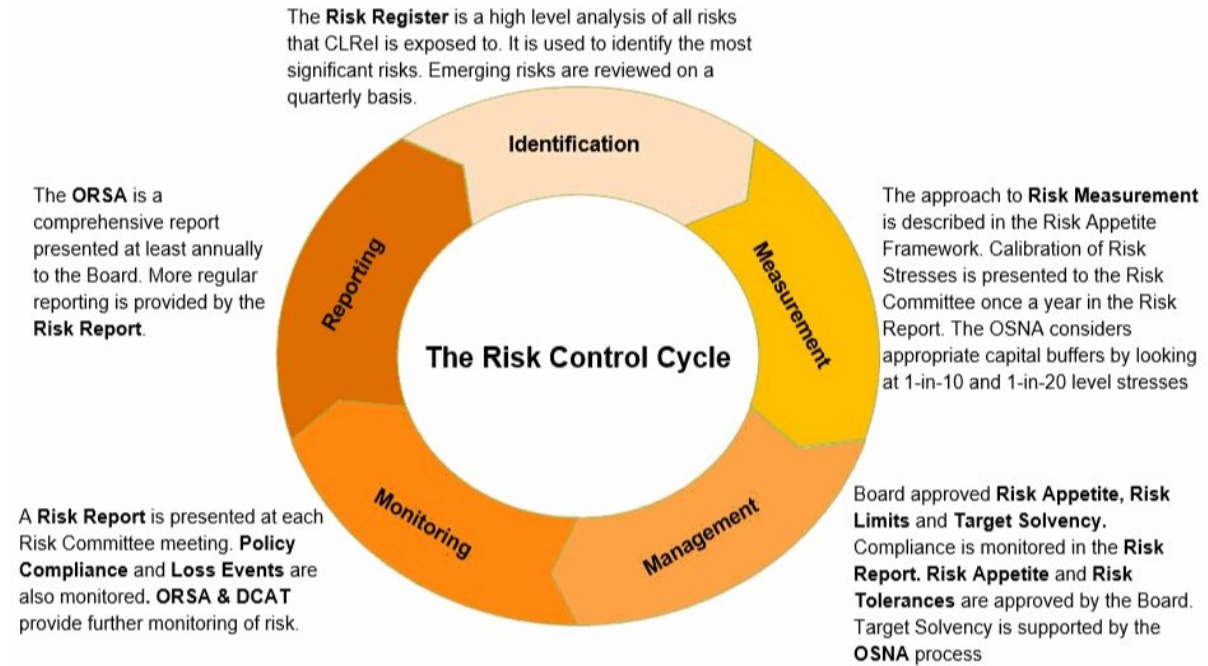 The Risk Register is a high level analysis of all risks
that CLRel is exposed to. It is used to identify the most
significant risks. Emerging risks are reviewed on a
quarterly basis.
Identification
The ORSA is a
comprehensive report
presented at least annually
to the Board. More regular
reporting is provided by the
Risk Report.
Reporting
The Risk Control Cycle
Measurement
The approach to Risk Measurement
is described in the Risk Appetite
Framework. Calibration of Risk
Stresses is presented to the Risk
Committee once a year in the Risk
Report. The OSNA considers
appropriate capital buffers by looking
at 1-in-10 and 1-in-20 level stresses
A Risk Report is presented at each
Risk Committee meeting. Policy
Compliance and Loss Events are
also monitored. ORSA & DCAT
provide further monitoring of risk.
Monitoring
Management
Board approved Risk Appetite, Risk
Limits and Target Solvency.
Compliance is monitored in the Risk
Report. Risk Appetite and Risk
Tolerances are approved by the Board.
Target Solvency is supported by the
OSNA process